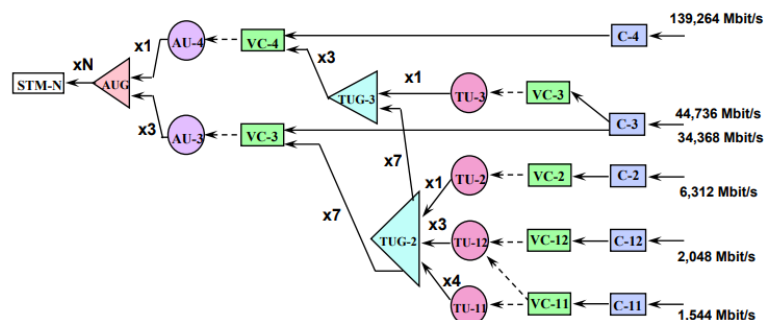 139,264 Mbit/s
xN
x1
AU-4
VC-4
C-4
x3
STM-N
AUG
TUG-3
x1
TU-3
VC-3
x3
AU-3
VC-3
C-3
44,736 Mbit/s
34,368 Mbit/s
x7
x7
x1
TU-2
VC-2
C-2
6,312 Mbit/s
TUG-2
x3
TU-12
VC-12
C-12
2,048 Mbit/s
x4
TU-11
VC-11
C-11
1,544 Mbit/s